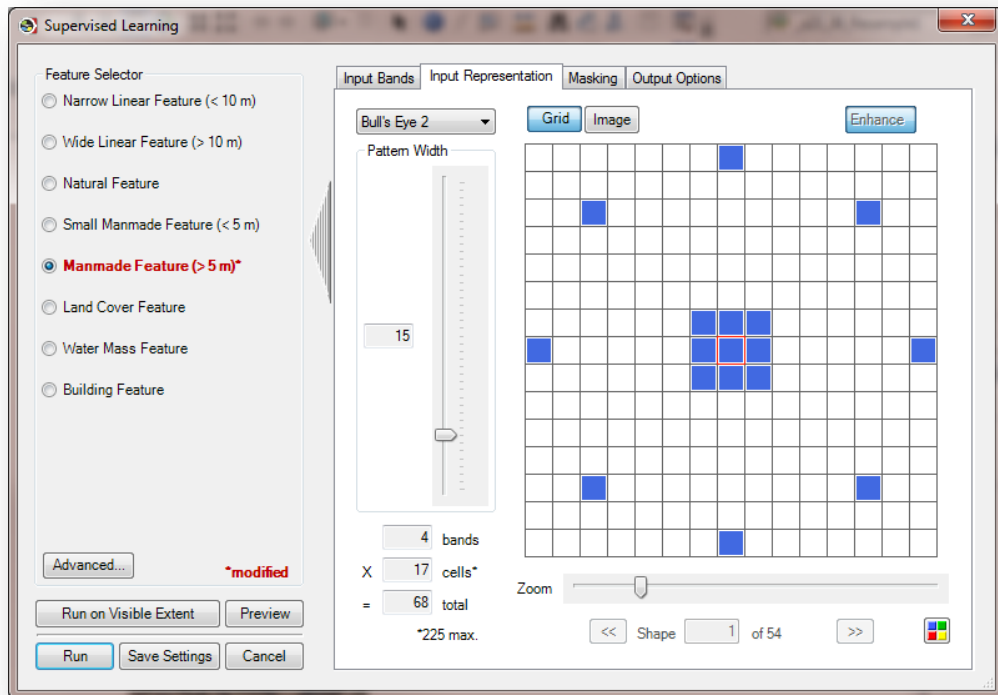 Supervised Learning
Feature Selector
Narrow Linear Feature (< 10 m)
Wide Linear Feature (> 10 m)
Natural Feature
Small Manmade Feature (< 5 m)
Manmade Feature (> 5 m)*
Land Cover Feature
Water Mass Feature
Building Feature
Advanced...
*modified
Run on Visible Extent
Preview
Run
Save Settings
Cancel
Input Bands
Input Representation
Masking
Output Options
Bull's Eye 2
Pattern Width
15
4 bands
X 17 cells*
= 68 total
*225 max.
Grid
Image
Enhance
Zoom
<< Shape 1 of 54 >>